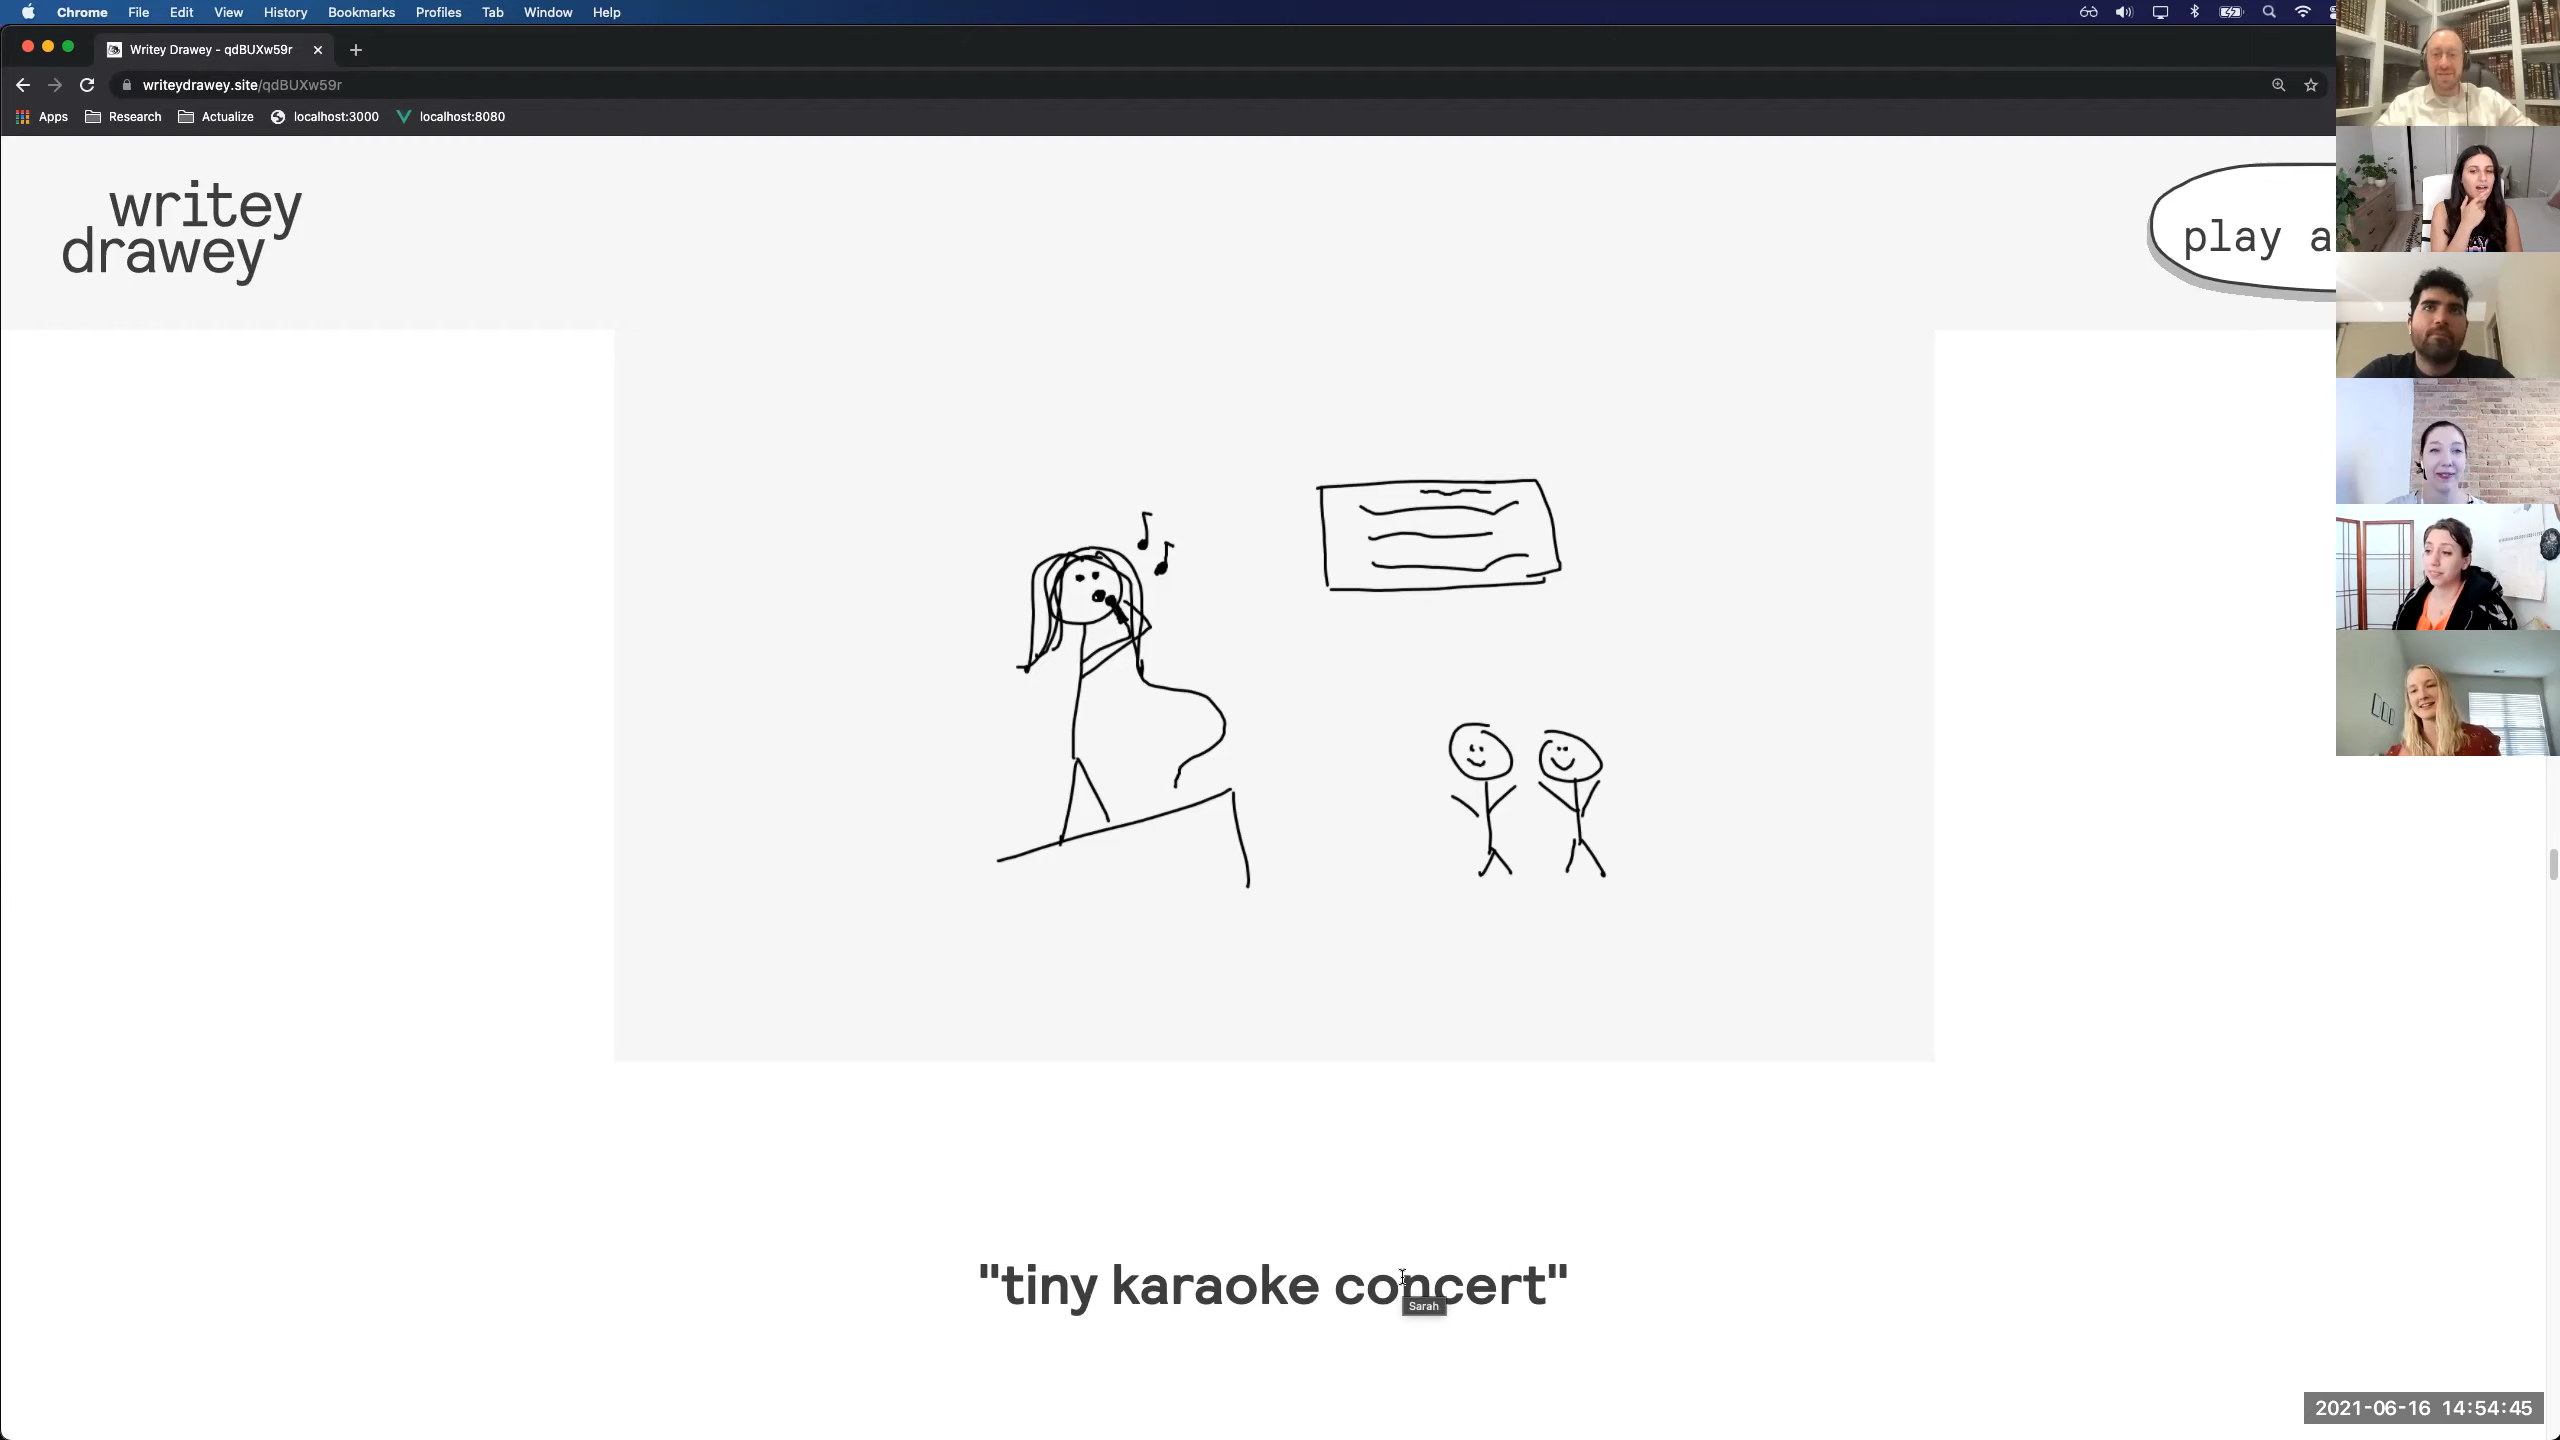 Chrome File Edit View History Bookmarks Profiles Tab Window Help
Writey Drawey - qdBUXw59r
writeydrawey.site/qdBUXw59r
Apps Research Actualize localhost:3000 localhost:8080
writey
drawey
play a
"tiny karaoke concert"
Sarah
2021-06-16 14:54:45